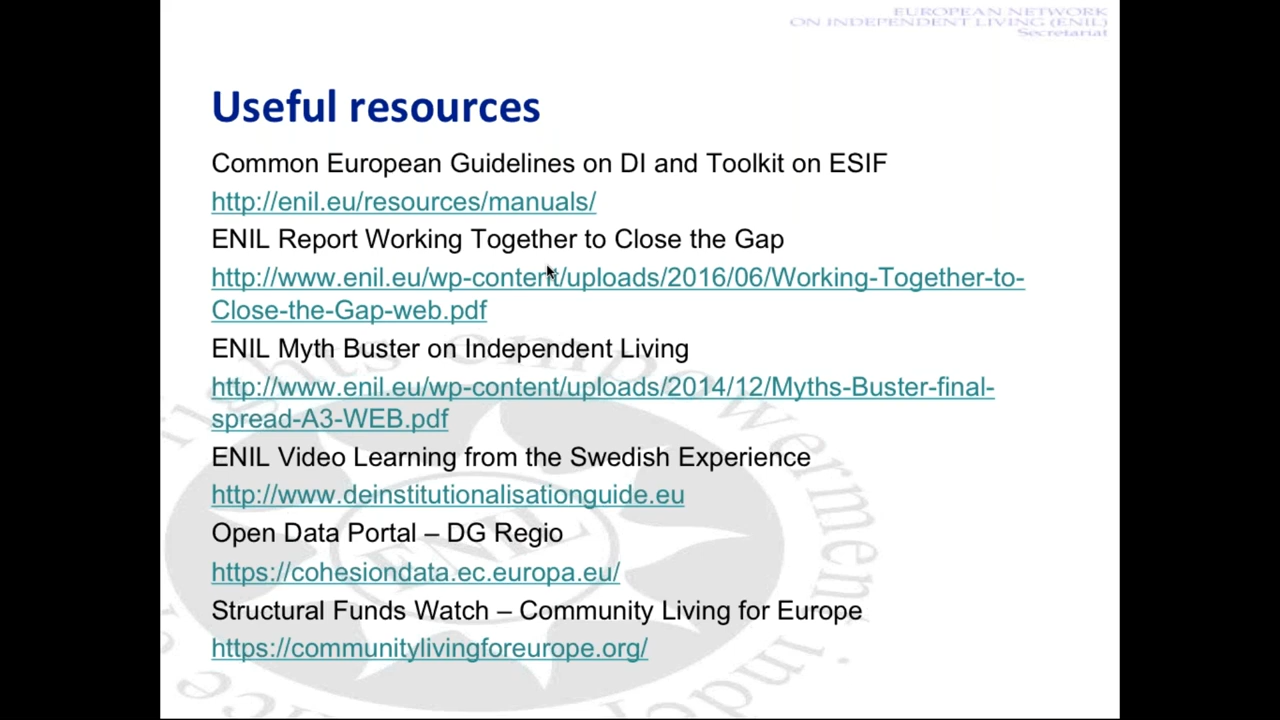 EUROPEAN NETWORK
ON INDEPENDENT LIVING (ENIL)
Secretariat
Useful resources
Common European Guidelines on DI and Toolkit on ESIF
http://enil.eu/resources/manuals/
ENIL Report Working Together to Close the Gap
http://www.enil.eu/wp-content/uploads/2016/06/Working-Together-to-
Close-the-Gap-web.pdf
ENIL Myth Buster on Independent Living
http://www.enil.eu/wp-content/uploads/2014/12/Myths-Buster-final-
spread-A3-WEB.pdf
ENIL Video Learning from the Swedish Experience
http://www.deinstitutionalisationguide.eu
Open Data Portal – DG Regio
https://cohesiondata.ec.europa.eu/
Structural Funds Watch – Community Living for Europe
https://communitylivingforeurope.org/
rights empowerment
ENIL